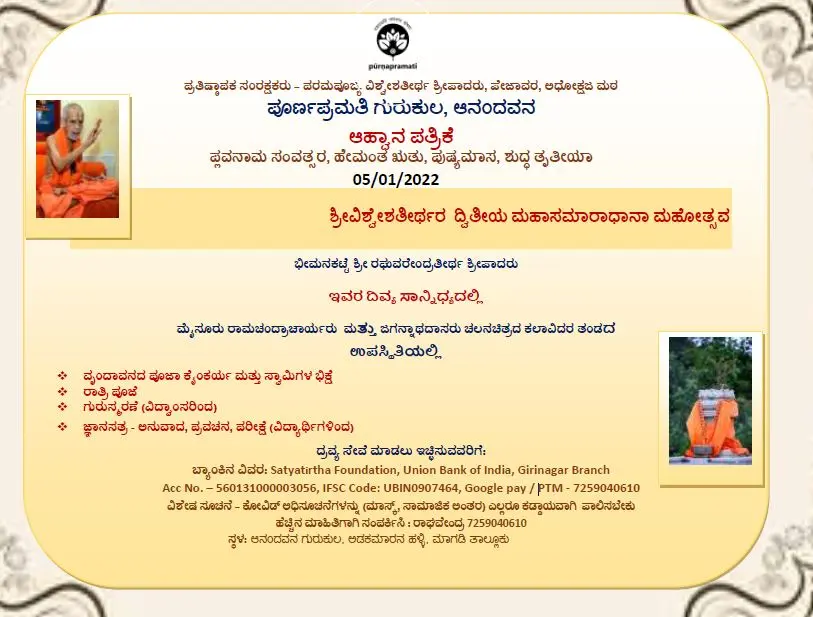 pūrṇapramati
ಪ್ರತಿಷ್ಠಾಪಕ ಸಂರಕ್ಷಕರು – ಪರಮಪೂಜ್ಯ ವಿಶ್ವೇಶತೀರ್ಥ ಶ್ರೀಪಾದರು, ಪೇಜಾವರ, ಅಧೋಕ್ಷಜ ಮಠ
ಪೂರ್ಣಪ್ರಮತಿ ಗುರುಕುಲ, ಆನಂದವನ
ಆಹ್ವಾನ ಪತ್ರಿಕೆ
ಪ್ಲವನಾಮ ಸಂವತ್ಸರ, ಹೇಮಂತ ಋತು, ಪುಷ್ಯಮಾಸ, ಶುದ್ಧ ತೃತೀಯಾ
05/01/2022
ಶ್ರೀವಿಶ್ವೇಶತೀರ್ಥರ ದ್ವಿತೀಯ ಮಹಾಸಮಾರಾಧಾನಾ ಮಹೋತ್ಸವ
ಭೀಮನಕಟ್ಟೆ ಶ್ರೀ ರಘುವರೇಂದ್ರತೀರ್ಥ ಶ್ರೀಪಾದರು
ಇವರ ದಿವ್ಯ ಸಾನ್ನಿಧ್ಯದಲ್ಲಿ
ಮೈಸೂರು ರಾಮಚಂದ್ರಾಚಾರ್ಯರು ಮತ್ತು ಜಗನ್ನಾಥದಾಸರು ಚಲನಚಿತ್ರದ ಕಲಾವಿದರ ತಂಡದ
ಉಪಸ್ಥಿತಿಯಲ್ಲಿ
❖ ವೃಂದಾವನದ ಪೂಜಾ ಕೈಂಕರ್ಯ ಮತ್ತು ಸ್ವಾಮಿಗಳ ಭಿಕ್ಷೆ
❖ ರಾತ್ರಿ ಪೂಜೆ
❖ ಗುರುಸ್ಮರಣೆ (ವಿದ್ವಾಂಸರಿಂದ)
❖ ಜ್ಞಾನಸತ್ರ - ಅನುವಾದ, ಪ್ರವಚನ, ಪರೀಕ್ಷೆ (ವಿದ್ಯಾರ್ಥಿಗಳಿಂದ)
ದ್ರವ್ಯ ಸೇವೆ ಮಾಡಲು ಇಚ್ಛಿಸುವವರಿಗೆ:
ಬ್ಯಾಂಕಿನ ವಿವರ: Satyatirtha Foundation, Union Bank of India, Girinagar Branch
Acc No. – 560131000003056, IFSC Code: UBIN0907464, Google pay / PTM - 7259040610
ವಿಶೇಷ ಸೂಚನೆ – ಕೋವಿಡ್ ಅಧಿಸೂಚನೆಗಳನ್ನು (ಮಾಸ್ಕ್, ಸಾಮಾಜಿಕ ಅಂತರ) ಎಲ್ಲರೂ ಕಡ್ಡಾಯವಾಗಿ ಪಾಲಿಸಬೇಕು
ಹೆಚ್ಚಿನ ಮಾಹಿತಿಗಾಗಿ ಸಂಪರ್ಕಿಸಿ : ರಾಘವೇಂದ್ರ 7259040610
ಸ್ಥಳ: ಆನಂದವನ ಗುರುಕುಲ, ಅಡಕಮಾರನ ಹಳ್ಳಿ, ಮಾಗಡಿ ತಾಲ್ಲೂಕು